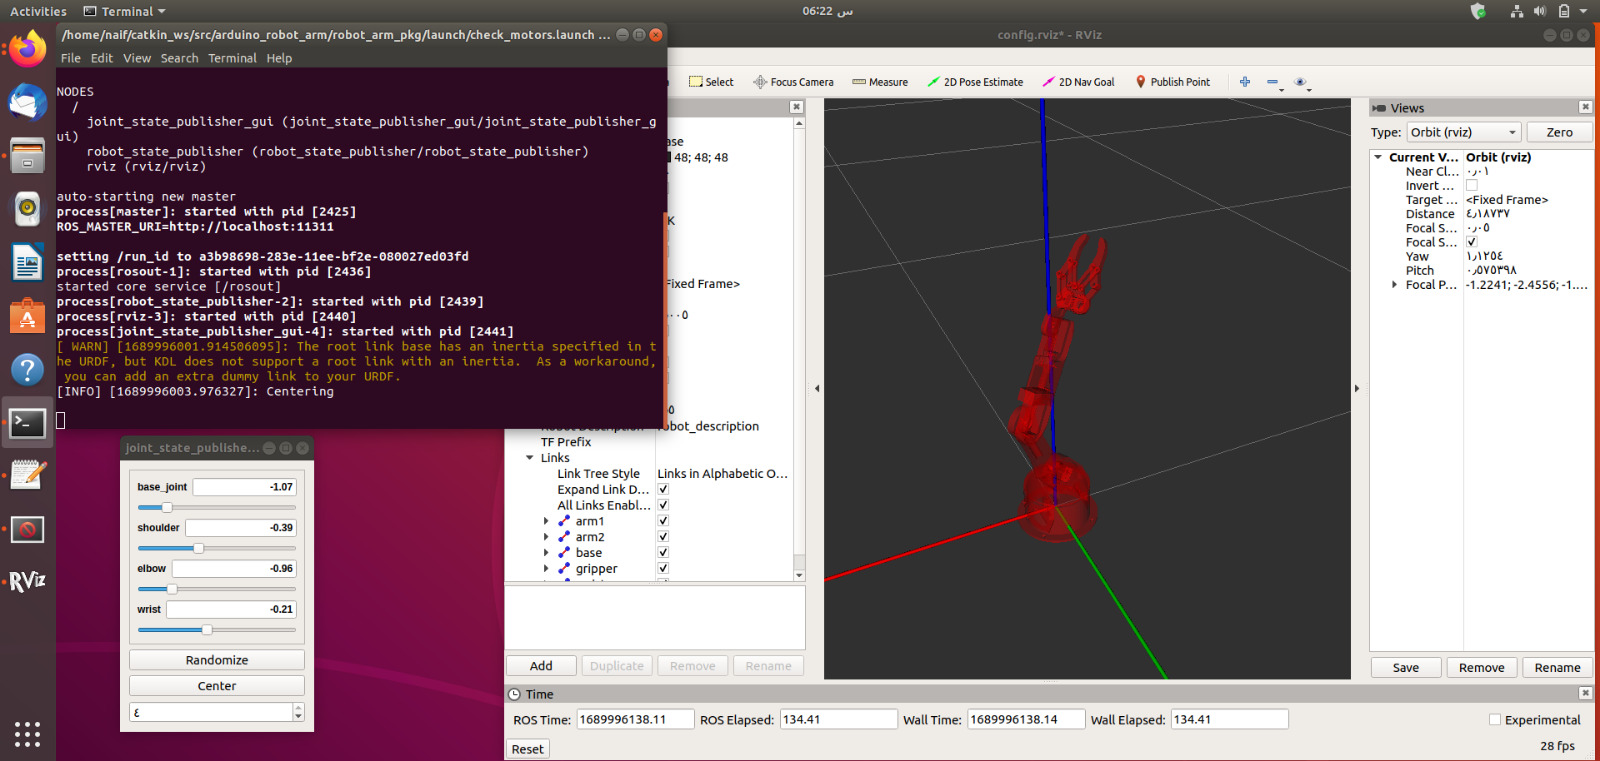 Activities
Terminal
06:22 س
/home/naif/catkin_ws/src/arduino_robot_arm/robot_arm_pkg/launch/check_motors.launch ...
File Edit View Search Terminal Help
NODES
/
joint_state_publisher_gui (joint_state_publisher_gui/joint_state_publisher_g
ui)
robot_state_publisher (robot_state_publisher/robot_state_publisher)
rviz (rviz/rviz)
auto-starting new master
process[master]: started with pid [2425]
ROS_MASTER_URI=http://localhost:11311
setting /run_id to a3b98698-283e-11ee-bf2e-080027ed03fd
process[rosout-1]: started with pid [2436]
started core service [/rosout]
process[robot_state_publisher-2]: started with pid [2439]
process[rviz-3]: started with pid [2440]
process[joint_state_publisher_gui-4]: started with pid [2441]
[ WARN] [1689996001.914506095]: The root link base has an inertia specified in t
he URDF, but KDL does not support a root link with an inertia.  As a workaround,
you can add an extra dummy link to your URDF.
[INFO] [1689996003.976327]: Centering
joint_state_publishe...
base_joint -1.07
shoulder -0.39
elbow -0.96
wrist -0.21
Randomize
Center
٤
RViz
config.rviz* - RViz
Select
Focus Camera
Measure
2D Pose Estimate
2D Nav Goal
Publish Point
48; 48; 48
Fixed Frame>
robot_description
TF Prefix
Links
Link Tree Style Links in Alphabetic O...
Expand Link D...
All Links Enabl...
arm1
arm2
base
gripper
Add
Duplicate
Remove
Rename
Views
Type: Orbit (rviz) Zero
Current V... Orbit (rviz)
Near Cl... ٠٫٠١
Invert ...
Target ... <Fixed Frame>
Distance ٤٫١٨٧٣٧
Focal S... ٠٫٠٥
Focal S...
Yaw ١٫١٢٥٤
Pitch ٠٫٥٧٥٣٩٨
Focal P... -1.2241; -2.4556; -1....
Save
Remove
Rename
Time
ROS Time: 1689996138.11 ROS Elapsed: 134.41 Wall Time: 1689996138.14 Wall Elapsed: 134.41 Experimental
Reset
28 fps